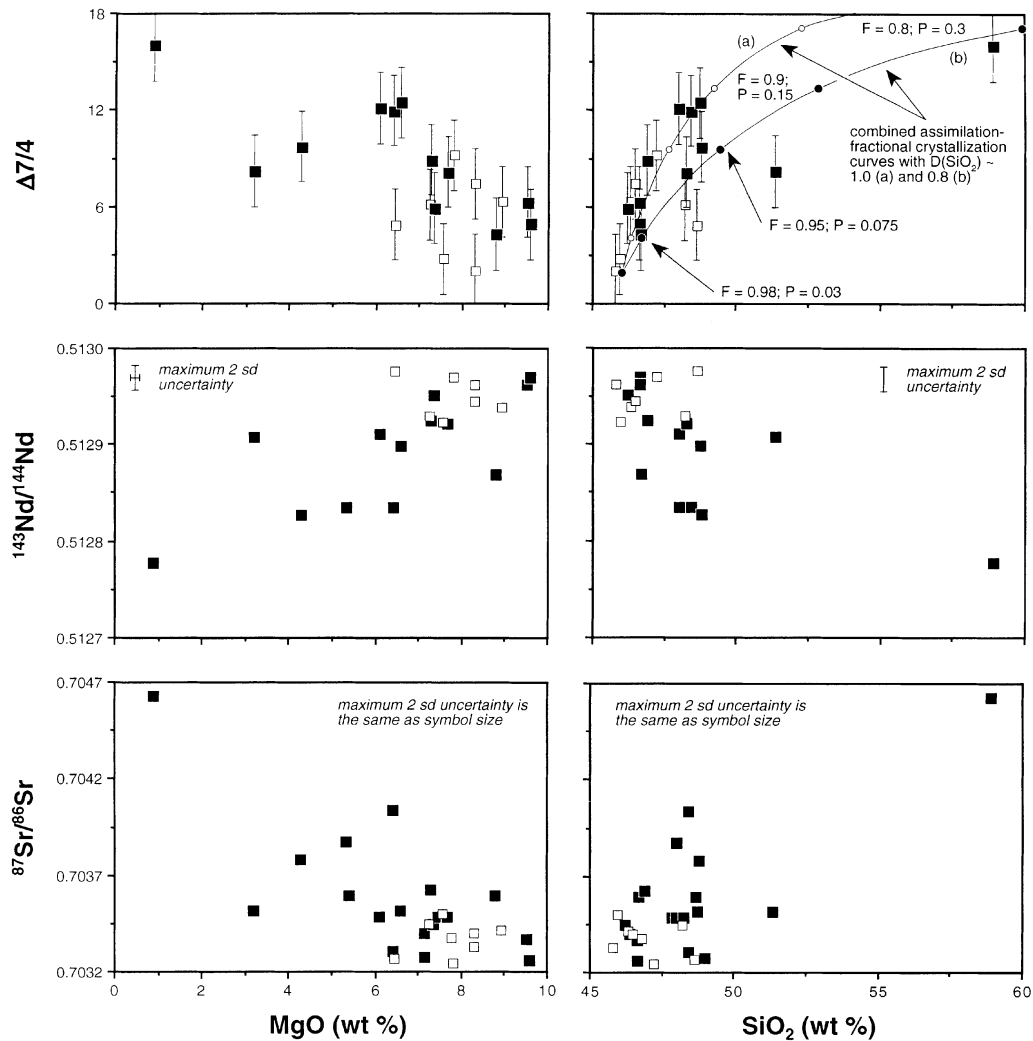 18
12
6
0
Δ7/4
(a)
F = 0.8; P = 0.3
(b)
F = 0.9;
P = 0.15
combined assimilation-
fractional crystallization
curves with D(SiO2) ~
1.0 (a) and 0.8 (b)
F = 0.95; P = 0.075
F = 0.98; P = 0.03
0.5130
0.5129
0.5128
0.5127
143Nd/144Nd
maximum 2 sd
uncertainty
maximum 2 sd
uncertainty
0.7047
0.7042
0.7037
0.7032
87Sr/86Sr
maximum 2 sd uncertainty is
the same as symbol size
maximum 2 sd uncertainty is
the same as symbol size
0 2 4 6 8 10
MgO (wt %)
45 50 55 60
SiO2 (wt %)